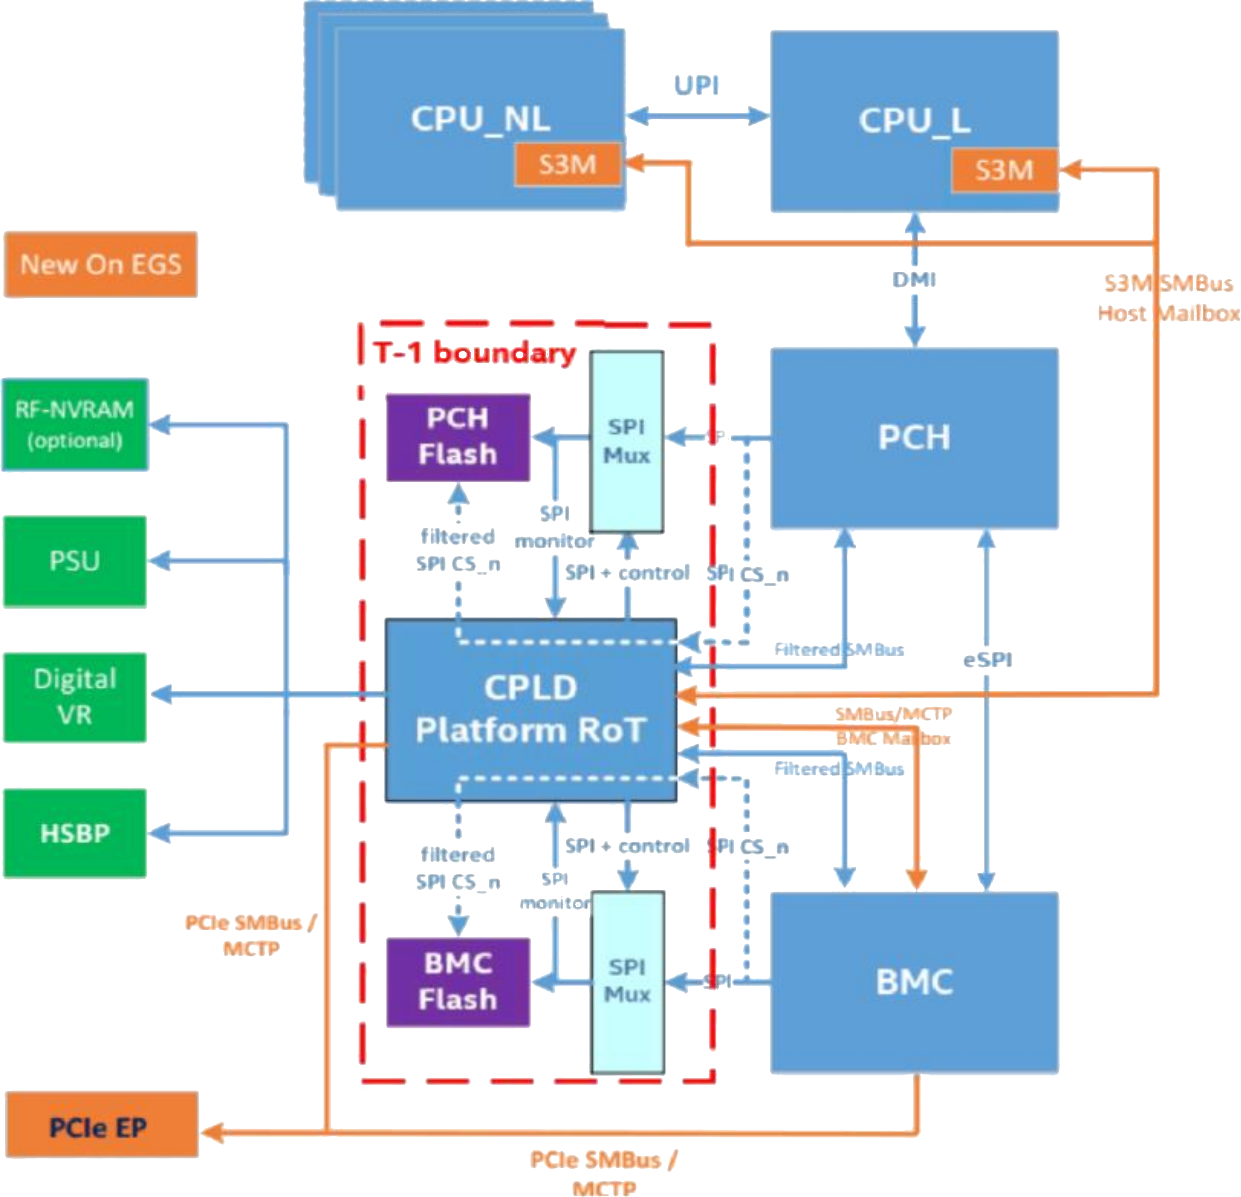 UPI
CPU_NL
CPU_L
S3M
S3M
New On EGS
DMI
S3M SMBus
Host Mailbox
T-1 boundary
RF-NVRAM
(optional)
PCH
Flash
SPI
Mux
PCH
SPI
monitor
filtered
SPI CS_n
SPI + control
SPI CS_n
PSU
Filtered SMBus
eSPI
Digital
VR
CPLD
Platform RoT
SMBus/MCTP
BMC Mailbox
Filtered SMBus
HSBP
filtered
SPI CS_n
SPI
monitor
SPI + control
SPI CS_n
PCIe SMBus /
MCTP
BMC
Flash
SPI
Mux
SPI
BMC
PCIe EP
PCIe SMBus /
MCTP